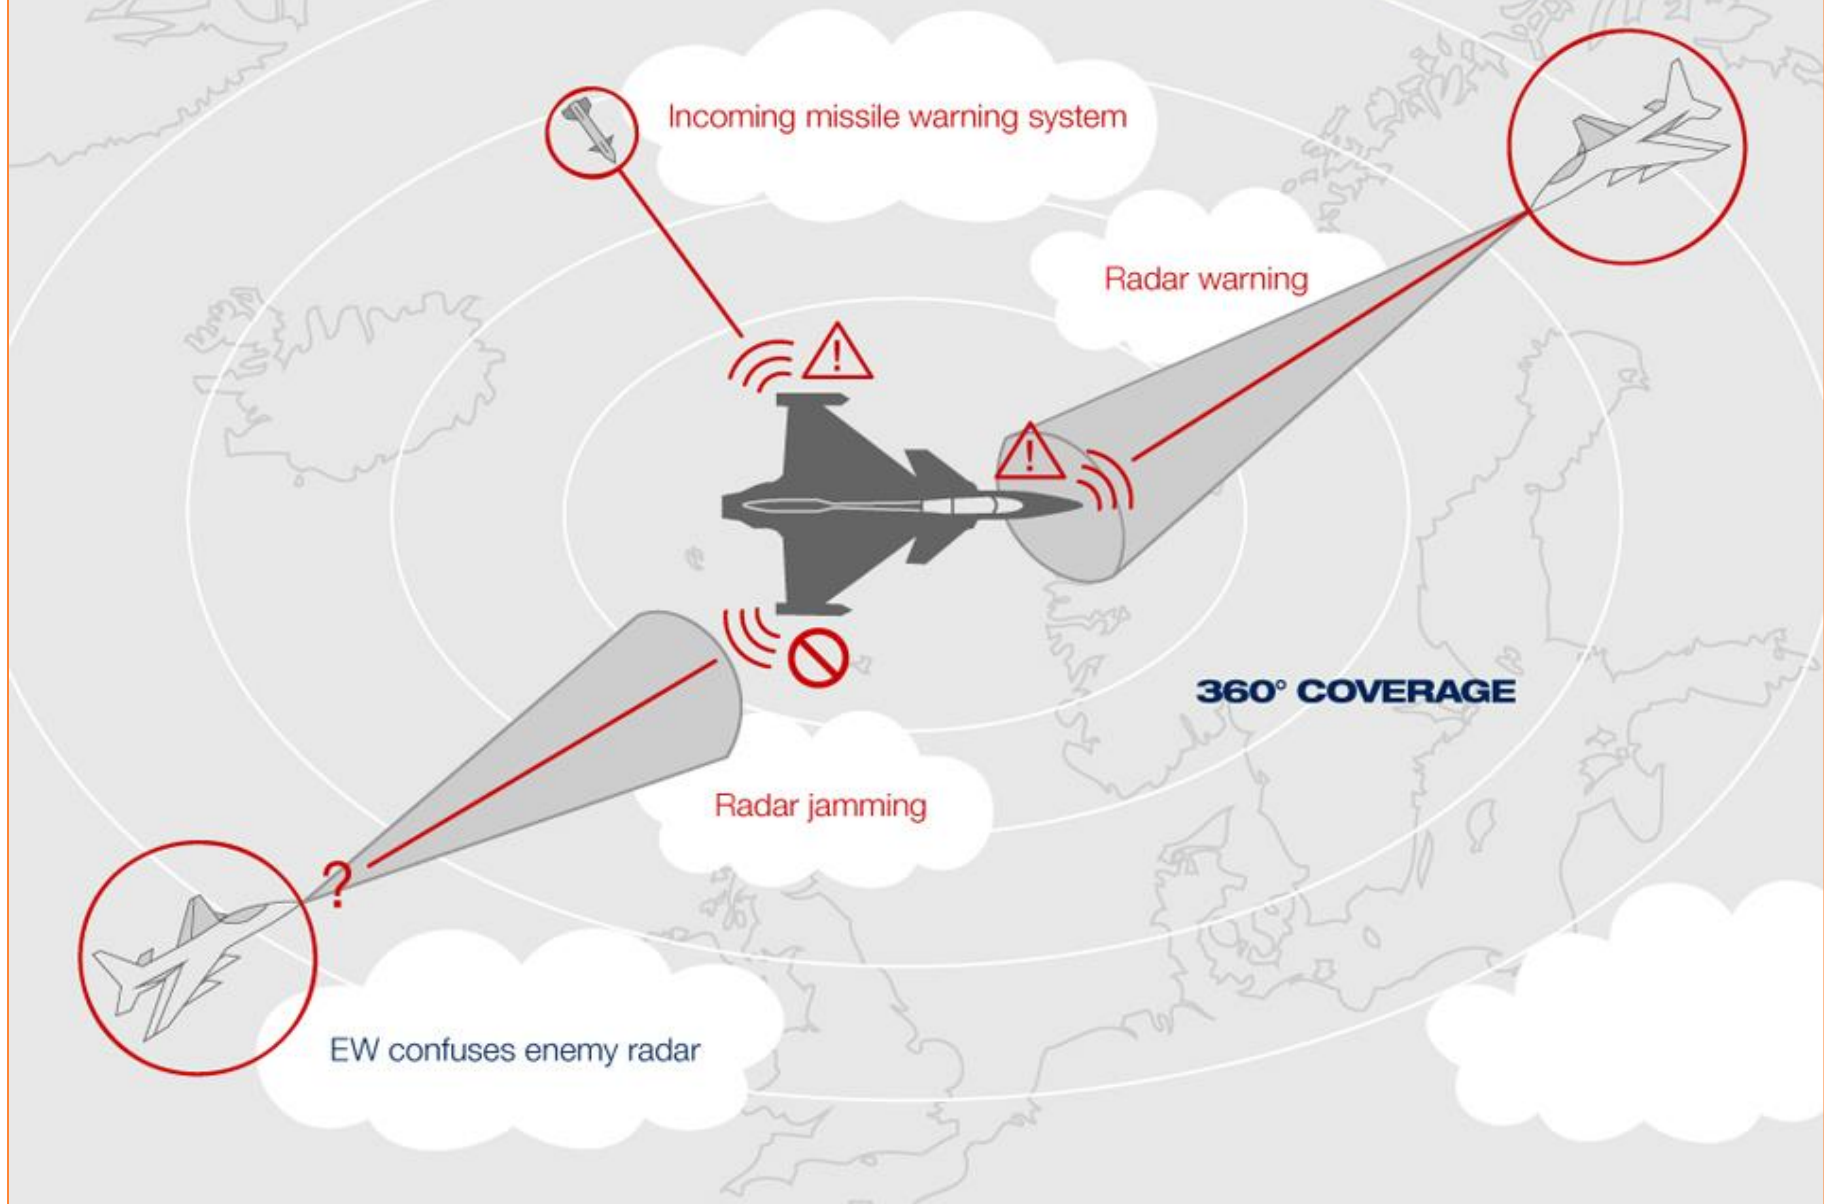 Incoming missile warning system
Radar warning
!
!
360° COVERAGE
Radar jamming
?
EW confuses enemy radar